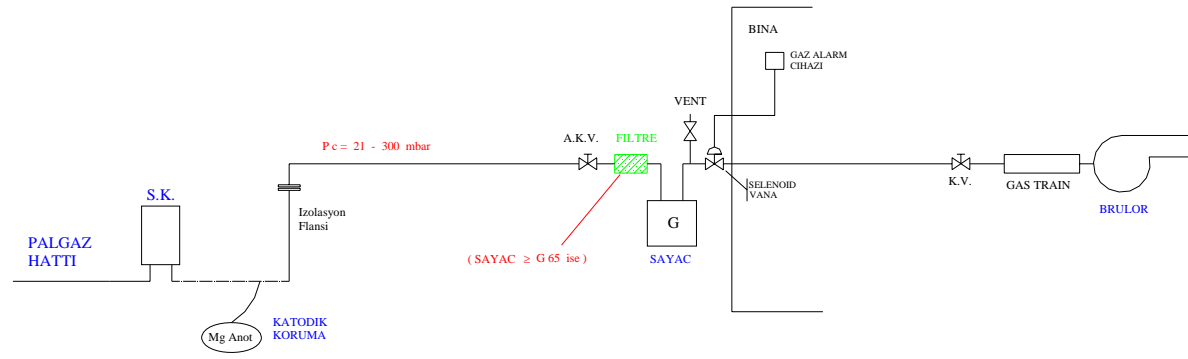 BINA
GAZ ALARM
CIHAZI
VENT
A.K.V.
FILTRE
P c = 21 - 300 mbar
S.K.
Izolasyon
Flansi
SELENOID
VANA
K.V.
GAS TRAIN
BRULOR
G
SAYAC
( SAYAC ≥ G 65 ise )
PALGAZ
HATTI
Mg Anot
KATODIK
KORUMA